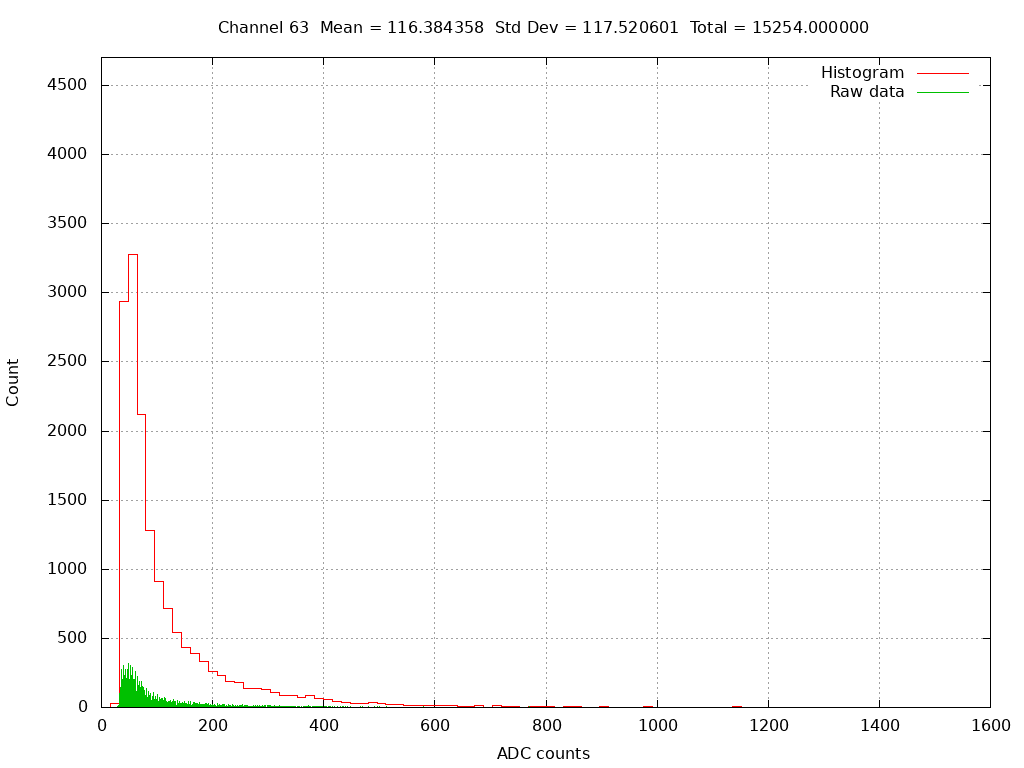 Channel 63  Mean = 116.384358  Std Dev = 117.520601  Total = 15254.000000
Histogram
Raw data
4500
4000
3500
3000
2500
2000
1500
1000
500
0
Count
0 200 400 600 800 1000 1200 1400 1600
ADC counts